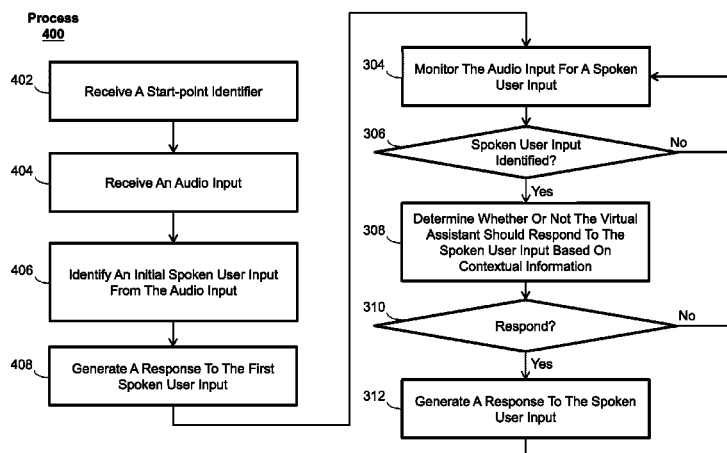 Process
400
402
Receive A Start-point Identifier
404
Receive An Audio Input
406
Identify An Initial Spoken User Input
From The Audio Input
408
Generate A Response To The First
Spoken User Input
304
Monitor The Audio Input For A Spoken
User Input
306
Spoken User Input
Identified?
No
Yes
308
Determine Whether Or Not The Virtual
Assistant Should Respond To The
Spoken User Input Based On
Contextual Information
310
Respond?
No
Yes
312
Generate A Response To The Spoken
User Input